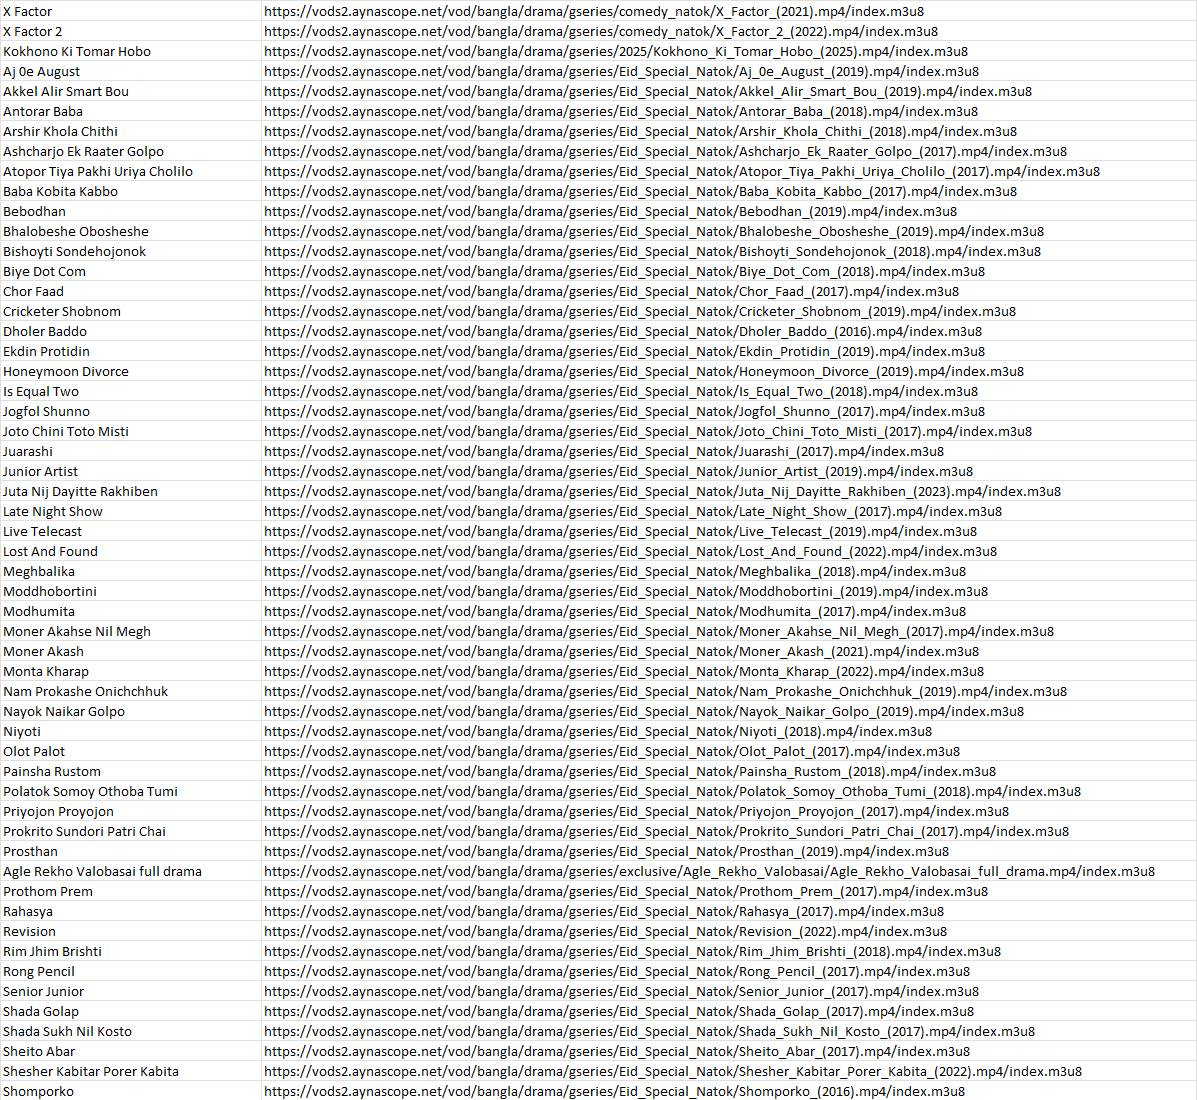 X Factor https://vods2.aynascope.net/vod/bangla/drama/gseries/comedy_natok/X_Factor_(2021).mp4/index.m3u8
X Factor 2 https://vods2.aynascope.net/vod/bangla/drama/gseries/comedy_natok/X_Factor_2_(2022).mp4/index.m3u8
Kokhono Ki Tomar Hobo https://vods2.aynascope.net/vod/bangla/drama/gseries/2025/Kokhono_Ki_Tomar_Hobo_(2025).mp4/index.m3u8
Aj 0e August https://vods2.aynascope.net/vod/bangla/drama/gseries/Eid_Special_Natok/Aj_0e_August_(2019).mp4/index.m3u8
Akkel Alir Smart Bou https://vods2.aynascope.net/vod/bangla/drama/gseries/Eid_Special_Natok/Akkel_Alir_Smart_Bou_(2019).mp4/index.m3u8
Antorar Baba https://vods2.aynascope.net/vod/bangla/drama/gseries/Eid_Special_Natok/Antorar_Baba_(2018).mp4/index.m3u8
Arshir Khola Chithi https://vods2.aynascope.net/vod/bangla/drama/gseries/Eid_Special_Natok/Arshir_Khola_Chithi_(2018).mp4/index.m3u8
Ashcharjo Ek Raater Golpo https://vods2.aynascope.net/vod/bangla/drama/gseries/Eid_Special_Natok/Ashcharjo_Ek_Raater_Golpo_(2017).mp4/index.m3u8
Atopor Tiya Pakhi Uriya Cholilo https://vods2.aynascope.net/vod/bangla/drama/gseries/Eid_Special_Natok/Atopor_Tiya_Pakhi_Uriya_Cholilo_(2017).mp4/index.m3u8
Baba Kobita Kabbo https://vods2.aynascope.net/vod/bangla/drama/gseries/Eid_Special_Natok/Baba_Kobita_Kabbo_(2017).mp4/index.m3u8
Bebodhan https://vods2.aynascope.net/vod/bangla/drama/gseries/Eid_Special_Natok/Bebodhan_(2019).mp4/index.m3u8
Bhalobeshe Obosheshe https://vods2.aynascope.net/vod/bangla/drama/gseries/Eid_Special_Natok/Bhalobeshe_Obosheshe_(2019).mp4/index.m3u8
Bishoyti Sondehojonok https://vods2.aynascope.net/vod/bangla/drama/gseries/Eid_Special_Natok/Bishoyti_Sondehojonok_(2018).mp4/index.m3u8
Biye Dot Com https://vods2.aynascope.net/vod/bangla/drama/gseries/Eid_Special_Natok/Biye_Dot_Com_(2018).mp4/index.m3u8
Chor Faad https://vods2.aynascope.net/vod/bangla/drama/gseries/Eid_Special_Natok/Chor_Faad_(2017).mp4/index.m3u8
Cricketer Shobnom https://vods2.aynascope.net/vod/bangla/drama/gseries/Eid_Special_Natok/Cricketer_Shobnom_(2019).mp4/index.m3u8
Dholer Baddo https://vods2.aynascope.net/vod/bangla/drama/gseries/Eid_Special_Natok/Dholer_Baddo_(2016).mp4/index.m3u8
Ekdin Protidin https://vods2.aynascope.net/vod/bangla/drama/gseries/Eid_Special_Natok/Ekdin_Protidin_(2019).mp4/index.m3u8
Honeymoon Divorce https://vods2.aynascope.net/vod/bangla/drama/gseries/Eid_Special_Natok/Honeymoon_Divorce_(2019).mp4/index.m3u8
Is Equal Two https://vods2.aynascope.net/vod/bangla/drama/gseries/Eid_Special_Natok/Is_Equal_Two_(2018).mp4/index.m3u8
Jogfol Shunno https://vods2.aynascope.net/vod/bangla/drama/gseries/Eid_Special_Natok/Jogfol_Shunno_(2017).mp4/index.m3u8
Joto Chini Toto Misti https://vods2.aynascope.net/vod/bangla/drama/gseries/Eid_Special_Natok/Joto_Chini_Toto_Misti_(2017).mp4/index.m3u8
Juarashi https://vods2.aynascope.net/vod/bangla/drama/gseries/Eid_Special_Natok/Juarashi_(2017).mp4/index.m3u8
Junior Artist https://vods2.aynascope.net/vod/bangla/drama/gseries/Eid_Special_Natok/Junior_Artist_(2019).mp4/index.m3u8
Juta Nij Dayitte Rakhiben https://vods2.aynascope.net/vod/bangla/drama/gseries/Eid_Special_Natok/Juta_Nij_Dayitte_Rakhiben_(2023).mp4/index.m3u8
Late Night Show https://vods2.aynascope.net/vod/bangla/drama/gseries/Eid_Special_Natok/Late_Night_Show_(2017).mp4/index.m3u8
Live Telecast https://vods2.aynascope.net/vod/bangla/drama/gseries/Eid_Special_Natok/Live_Telecast_(2019).mp4/index.m3u8
Lost And Found https://vods2.aynascope.net/vod/bangla/drama/gseries/Eid_Special_Natok/Lost_And_Found_(2022).mp4/index.m3u8
Meghbalika https://vods2.aynascope.net/vod/bangla/drama/gseries/Eid_Special_Natok/Meghbalika_(2018).mp4/index.m3u8
Moddhobortini https://vods2.aynascope.net/vod/bangla/drama/gseries/Eid_Special_Natok/Moddhobortini_(2019).mp4/index.m3u8
Modhumita https://vods2.aynascope.net/vod/bangla/drama/gseries/Eid_Special_Natok/Modhumita_(2017).mp4/index.m3u8
Moner Akahse Nil Megh https://vods2.aynascope.net/vod/bangla/drama/gseries/Eid_Special_Natok/Moner_Akahse_Nil_Megh_(2017).mp4/index.m3u8
Moner Akash https://vods2.aynascope.net/vod/bangla/drama/gseries/Eid_Special_Natok/Moner_Akash_(2021).mp4/index.m3u8
Monta Kharap https://vods2.aynascope.net/vod/bangla/drama/gseries/Eid_Special_Natok/Monta_Kharap_(2022).mp4/index.m3u8
Nam Prokashe Onichchhuk https://vods2.aynascope.net/vod/bangla/drama/gseries/Eid_Special_Natok/Nam_Prokashe_Onichchhuk_(2019).mp4/index.m3u8
Nayok Naikar Golpo https://vods2.aynascope.net/vod/bangla/drama/gseries/Eid_Special_Natok/Nayok_Naikar_Golpo_(2019).mp4/index.m3u8
Niyoti https://vods2.aynascope.net/vod/bangla/drama/gseries/Eid_Special_Natok/Niyoti_(2018).mp4/index.m3u8
Olot Palot https://vods2.aynascope.net/vod/bangla/drama/gseries/Eid_Special_Natok/Olot_Palot_(2017).mp4/index.m3u8
Painsha Rustom https://vods2.aynascope.net/vod/bangla/drama/gseries/Eid_Special_Natok/Painsha_Rustom_(2018).mp4/index.m3u8
Polatok Somoy Othoba Tumi https://vods2.aynascope.net/vod/bangla/drama/gseries/Eid_Special_Natok/Polatok_Somoy_Othoba_Tumi_(2018).mp4/index.m3u8
Priyojon Proyojon https://vods2.aynascope.net/vod/bangla/drama/gseries/Eid_Special_Natok/Priyojon_Proyojon_(2017).mp4/index.m3u8
Prokrito Sundori Patri Chai https://vods2.aynascope.net/vod/bangla/drama/gseries/Eid_Special_Natok/Prokrito_Sundori_Patri_Chai_(2017).mp4/index.m3u8
Prosthan https://vods2.aynascope.net/vod/bangla/drama/gseries/Eid_Special_Natok/Prosthan_(2019).mp4/index.m3u8
Agle Rekho Valobasai full drama https://vods2.aynascope.net/vod/bangla/drama/gseries/exclusive/Agle_Rekho_Valobasai/Agle_Rekho_Valobasai_full_drama.mp4/index.m3u8
Prothom Prem https://vods2.aynascope.net/vod/bangla/drama/gseries/Eid_Special_Natok/Prothom_Prem_(2017).mp4/index.m3u8
Rahasya https://vods2.aynascope.net/vod/bangla/drama/gseries/Eid_Special_Natok/Rahasya_(2017).mp4/index.m3u8
Revision https://vods2.aynascope.net/vod/bangla/drama/gseries/Eid_Special_Natok/Revision_(2022).mp4/index.m3u8
Rim Jhim Brishti https://vods2.aynascope.net/vod/bangla/drama/gseries/Eid_Special_Natok/Rim_Jhim_Brishti_(2018).mp4/index.m3u8
Rong Pencil https://vods2.aynascope.net/vod/bangla/drama/gseries/Eid_Special_Natok/Rong_Pencil_(2017).mp4/index.m3u8
Senior Junior https://vods2.aynascope.net/vod/bangla/drama/gseries/Eid_Special_Natok/Senior_Junior_(2017).mp4/index.m3u8
Shada Golap https://vods2.aynascope.net/vod/bangla/drama/gseries/Eid_Special_Natok/Shada_Golap_(2017).mp4/index.m3u8
Shada Sukh Nil Kosto https://vods2.aynascope.net/vod/bangla/drama/gseries/Eid_Special_Natok/Shada_Sukh_Nil_Kosto_(2017).mp4/index.m3u8
Sheito Abar https://vods2.aynascope.net/vod/bangla/drama/gseries/Eid_Special_Natok/Sheito_Abar_(2017).mp4/index.m3u8
Shesher Kabitar Porer Kabita https://vods2.aynascope.net/vod/bangla/drama/gseries/Eid_Special_Natok/Shesher_Kabitar_Porer_Kabita_(2022).mp4/index.m3u8
Shomporko https://vods2.aynascope.net/vod/bangla/drama/gseries/Eid_Special_Natok/Shomporko_(2016).mp4/index.m3u8